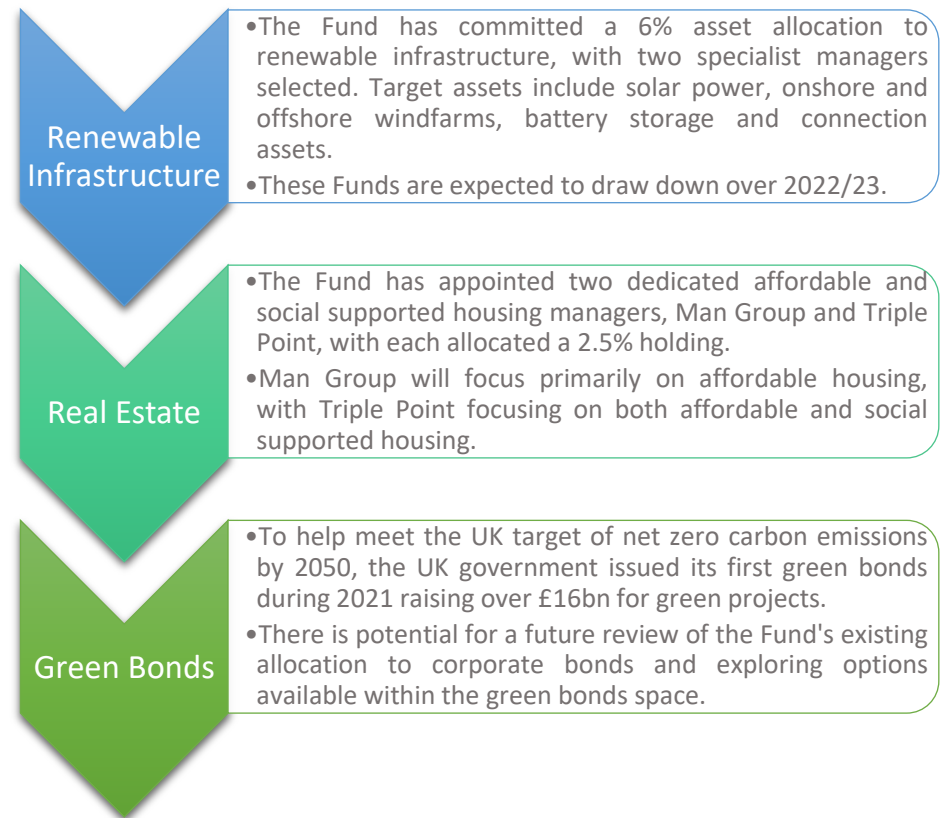 Renewable
Infrastructure
•The Fund has committed a 6% asset allocation to
renewable infrastructure, with two specialist managers
selected. Target assets include solar power, onshore and
offshore windfarms, battery storage and connection
assets.
•These Funds are expected to draw down over 2022/23.
Real Estate
•The Fund has appointed two dedicated affordable and
social supported housing managers, Man Group and Triple
Point, with each allocated a 2.5% holding.
•Man Group will focus primarily on affordable housing,
with Triple Point focusing on both affordable and social
supported housing.
Green Bonds
•To help meet the UK target of net zero carbon emissions
by 2050, the UK government issued its first green bonds
during 2021 raising over £16bn for green projects.
•There is potential for a future review of the Fund's existing
allocation to corporate bonds and exploring options
available within the green bonds space.